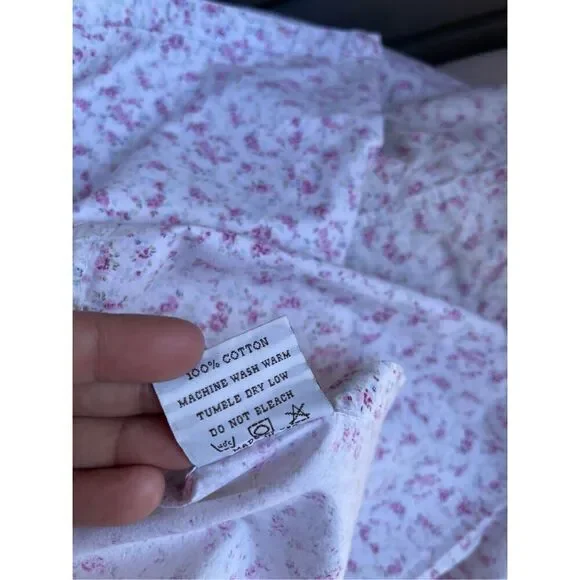 100% COTTON
MACHINE WASH WARM
TUMBLE DRY LOW
DO NOT BLEACH